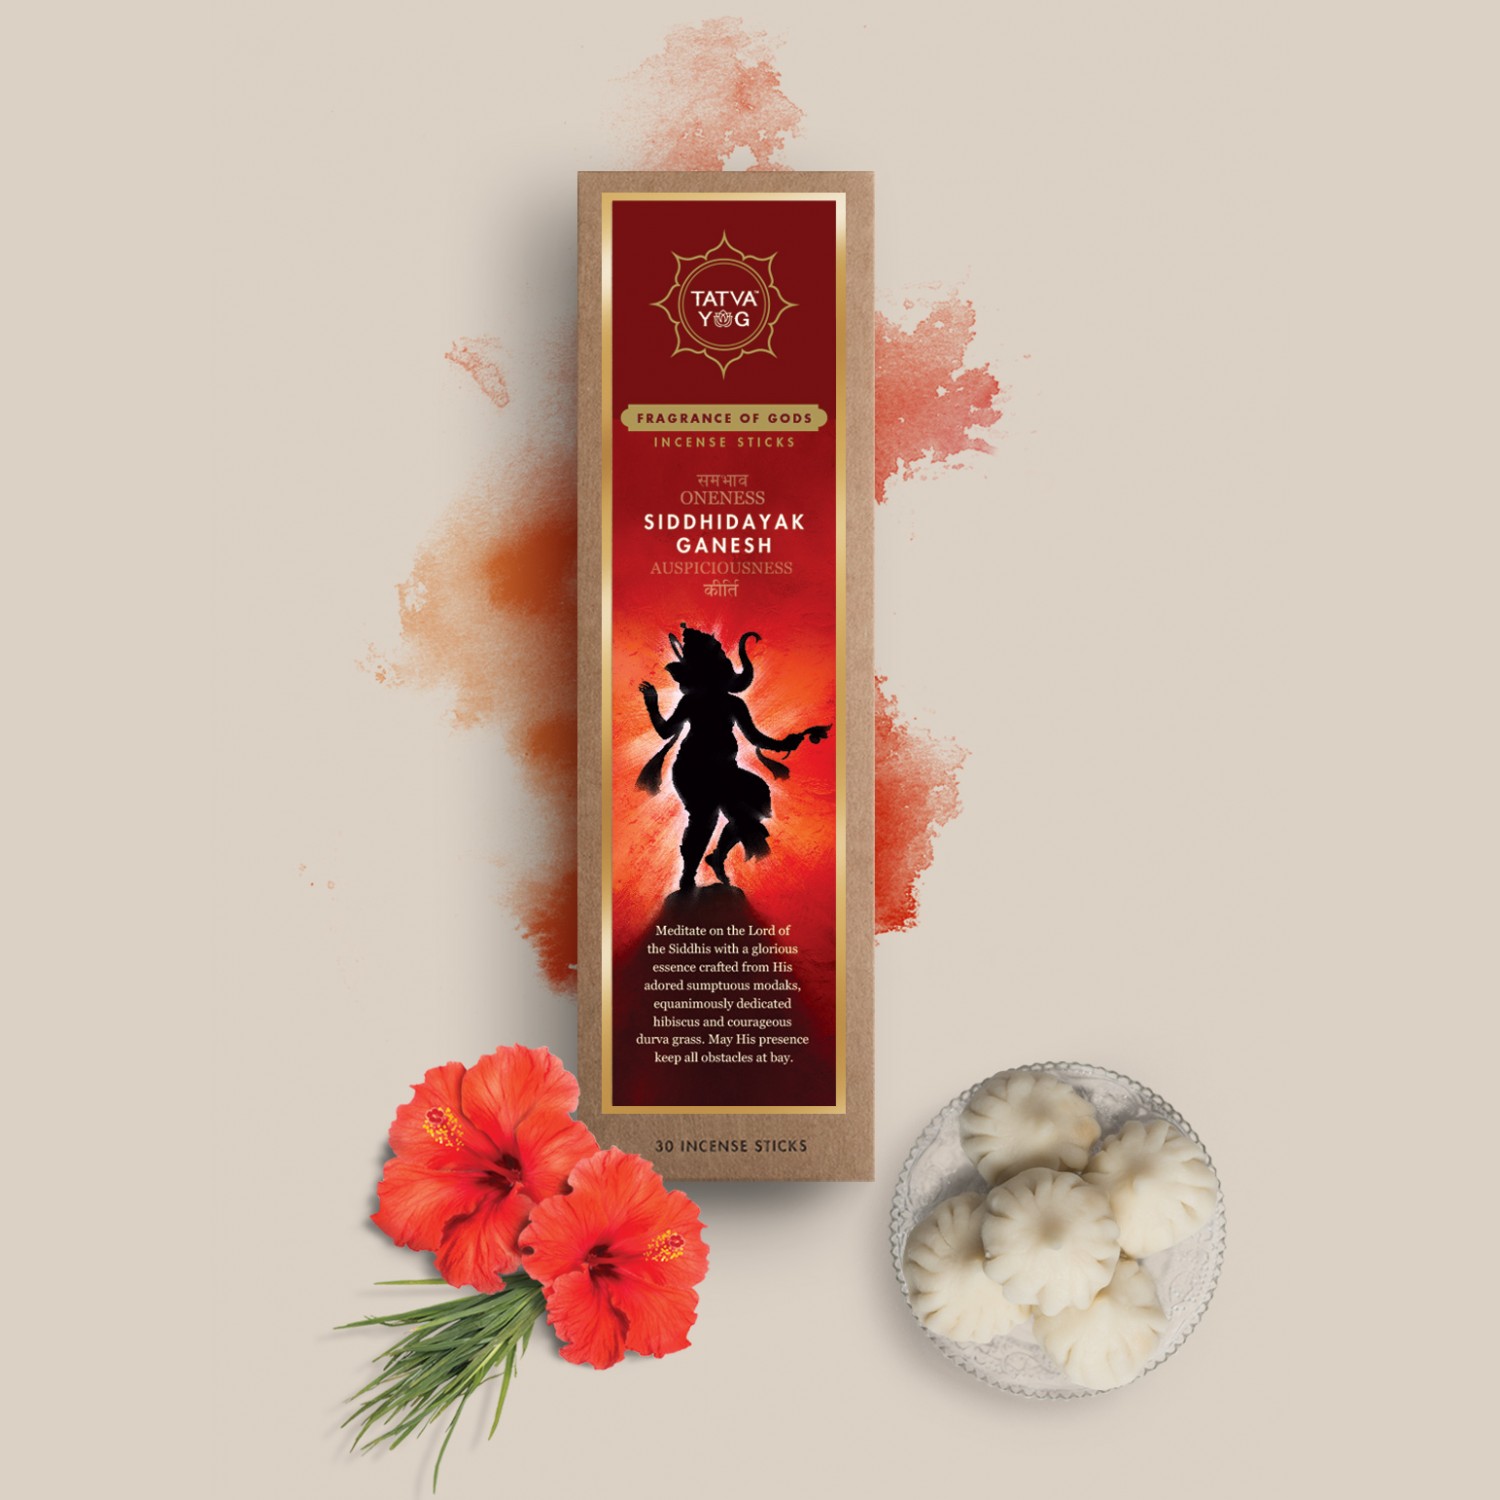 TATVA™
YOG
FRAGRANCE OF GODS
INCENSE STICKS
समभाव
ONENESS
SIDDHIDAYAK
GANESH
AUSPICIOUSNESS
कीर्ति
Meditate on the Lord of
the Siddhis with a glorious
essence crafted from His
adored sumptuous modaks,
equanimously dedicated
hibiscus and courageous
durva grass. May His presence
keep all obstacles at bay.
30 INCENSE STICKS